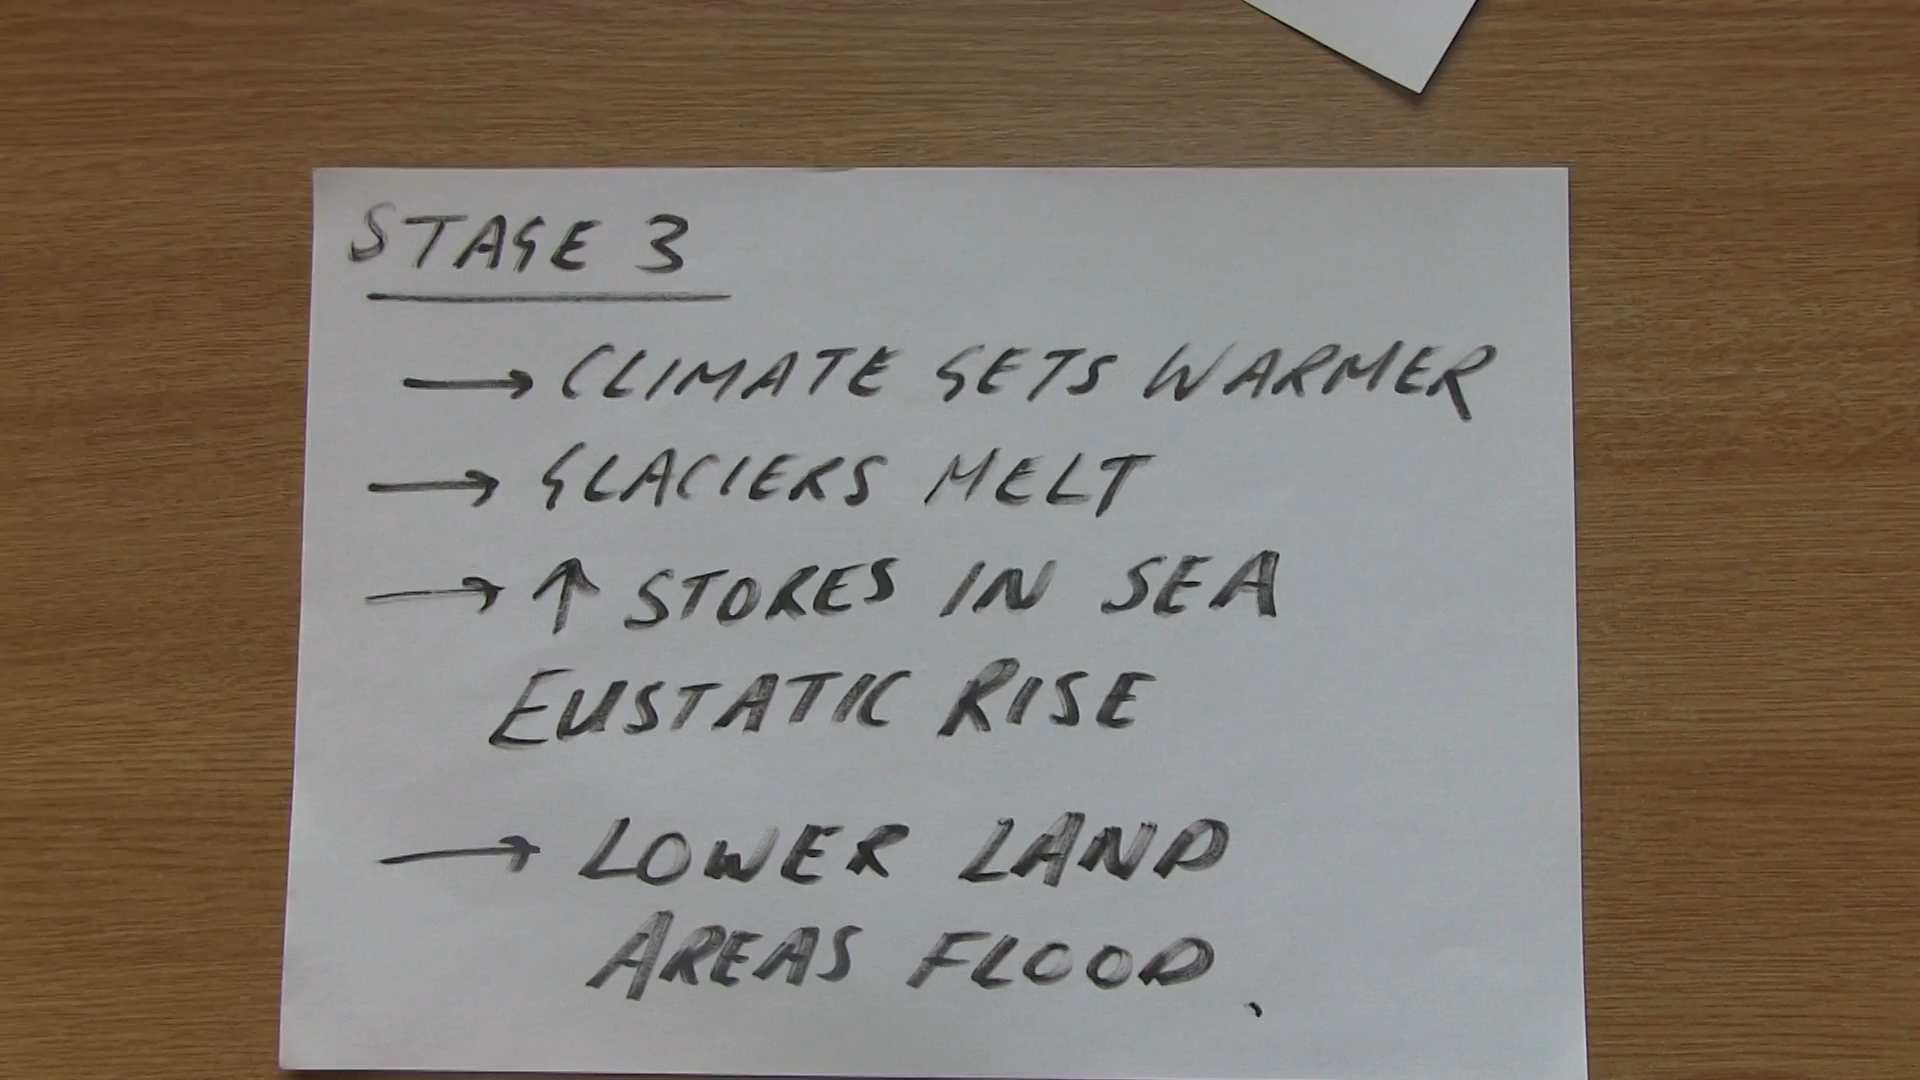 STAGE 3
→ CLIMATE GETS WARMER
→ GLACIERS MELT
→ ↑ STORES IN SEA
EUSTATIC RISE
→ LOWER LAND
AREAS FLOOD.